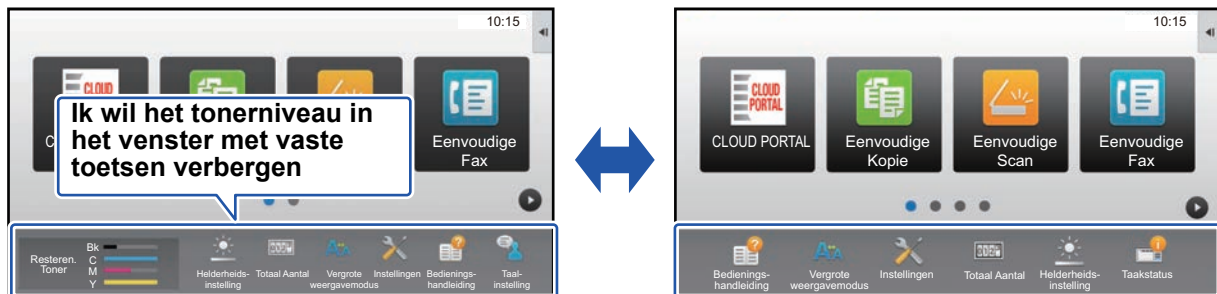 10:15
CLOUD
C
Eenvoudige
Fax
Ik wil het tonerniveau in
het venster met vaste
toetsen verbergen
Resteren.
Toner
Bk
C
M
Y
Helderheids-
instelling
Totaal Aantal
Vergrote
weergavemodus
Instellingen
Bedienings-
handleiding
Taal-
instelling
10:15
CLOUD
PORTAL
CLOUD PORTAL
Eenvoudige
Kopie
Eenvoudige
Scan
Eenvoudige
Fax
Bedienings-
handleiding
Vergrote
weergavemodus
Instellingen
Totaal Aantal
Helderheids-
instelling
Taakstatus